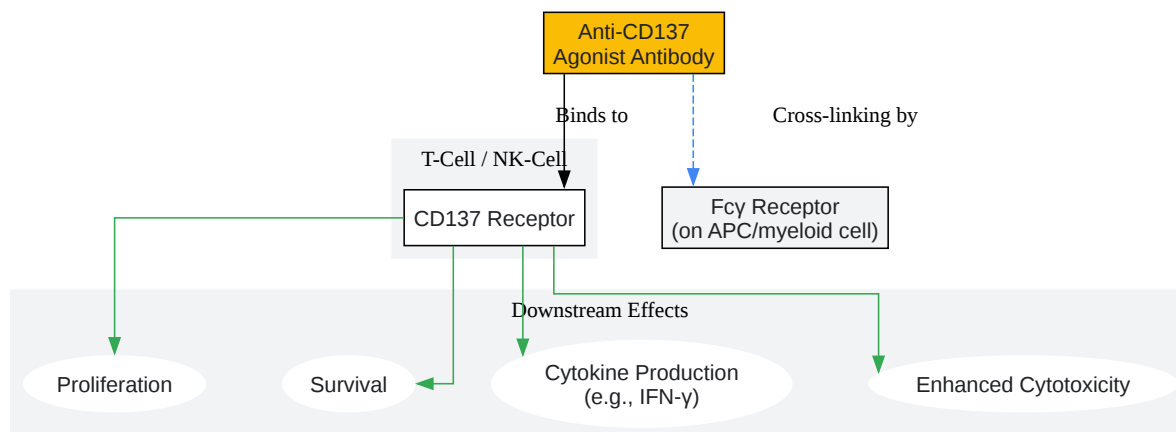 Anti-CD137
Agonist Antibody
Binds to
Cross-linking by
T-Cell / NK-Cell
CD137 Receptor
Fcγ Receptor
(on APC/myeloid cell)
Downstream Effects
Proliferation
Survival
Cytokine Production
(e.g., IFN-γ)
Enhanced Cytotoxicity